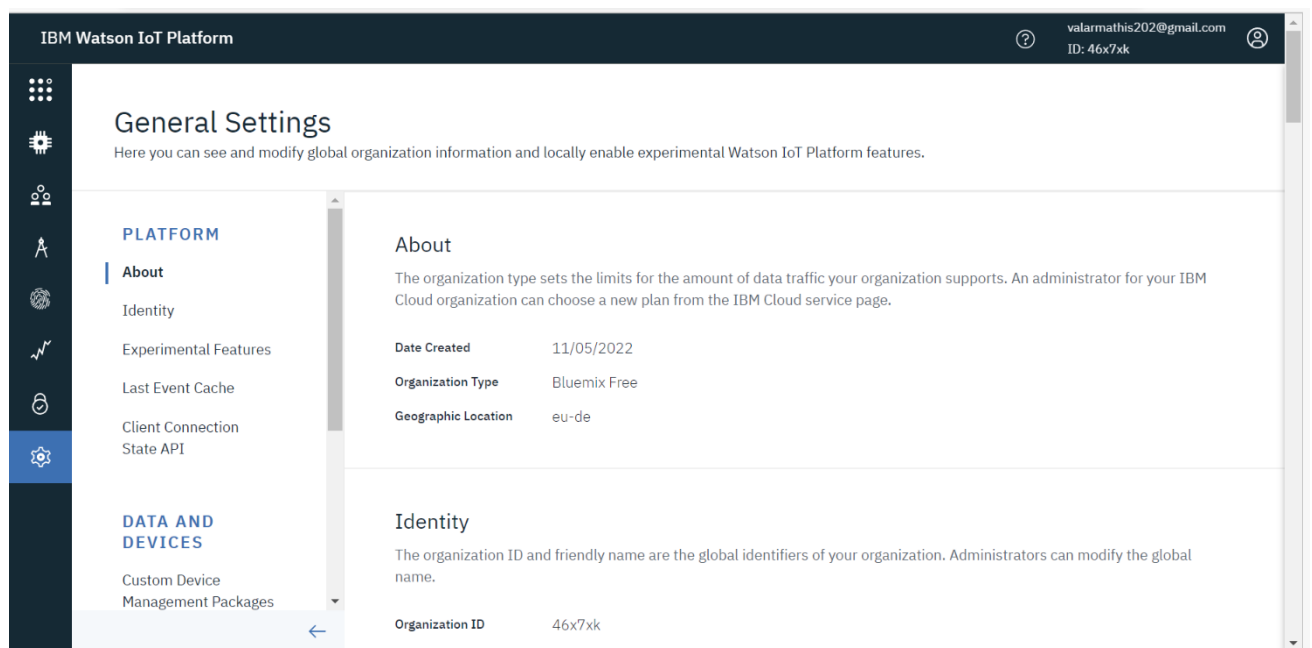 IBM Watson IoT Platform
valarmathis202@gmail.com
ID: 46x7xk
General Settings
Here you can see and modify global organization information and locally enable experimental Watson IoT Platform features.
PLATFORM
About
Identity
Experimental Features
Last Event Cache
Client Connection
State API
DATA AND
DEVICES
Custom Device
Management Packages
About
The organization type sets the limits for the amount of data traffic your organization supports. An administrator for your IBM
Cloud organization can choose a new plan from the IBM Cloud service page.
Date Created 11/05/2022
Organization Type Bluemix Free
Geographic Location eu-de
Identity
The organization ID and friendly name are the global identifiers of your organization. Administrators can modify the global
name.
Organization ID 46x7xk